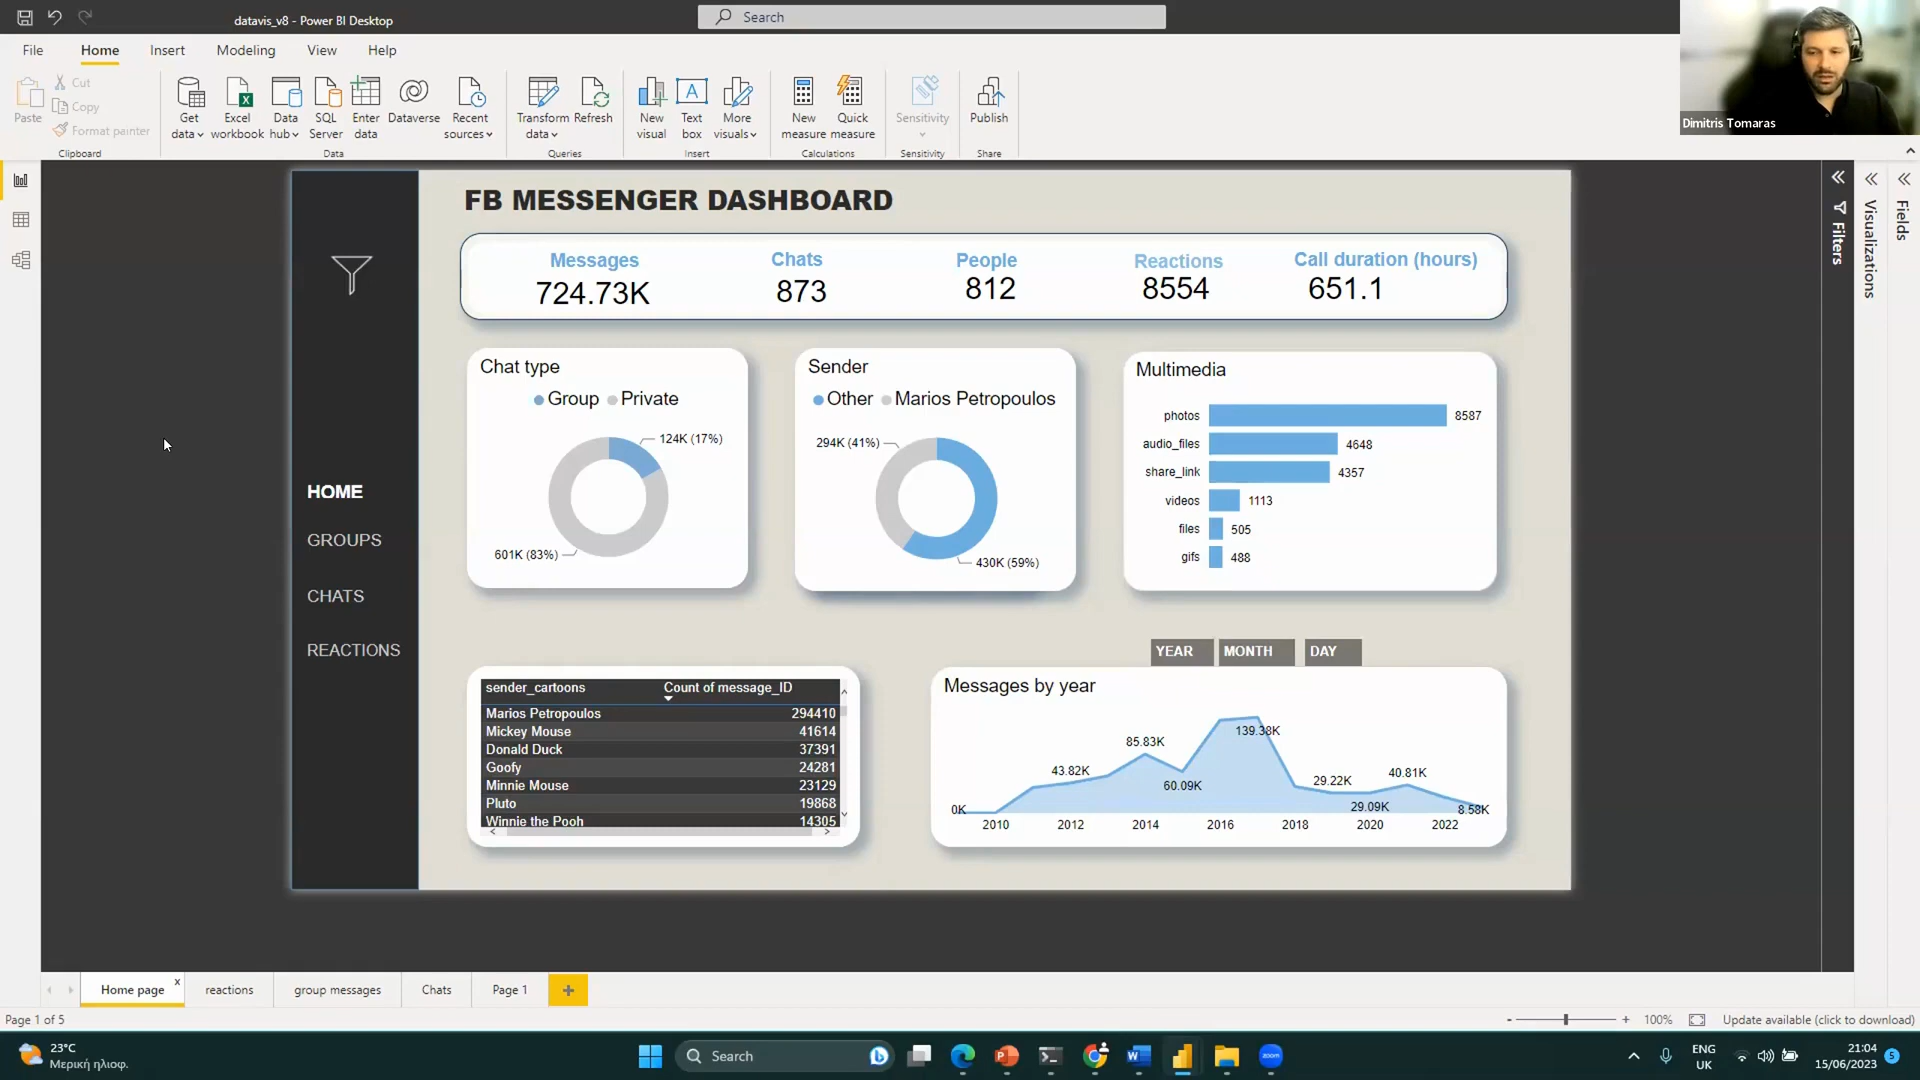 datavis_v8 - Power BI Desktop
Search
File Home Insert Modeling View Help
Paste
Cut
Copy
Format painter
Clipboard
Get data
Excel workbook
Data hub
SQL Server
Enter data
Dataverse
Recent sources
Data
Transform data
Refresh
Queries
New visual
Text box
More visuals
Insert
New measure
Quick measure
Calculations
Sensitivity
Sensitivity
Publish
Share
Dimitris Tomaras
Filters
Visualizations
Fields
FB MESSENGER DASHBOARD
Messages
724.73K
Chats
873
People
812
Reactions
8554
Call duration (hours)
651.1
HOME
GROUPS
CHATS
REACTIONS
Chat type
Group Private
124K (17%)
601K (83%)
Sender
Other Marios Petropoulos
294K (41%)
430K (59%)
Multimedia
photos 8587
audio_files 4648
share_link 4357
videos 1113
files 505
gifs 488
sender_cartoons Count of message_ID
Marios Petropoulos 294410
Mickey Mouse 41614
Donald Duck 37391
Goofy 24281
Minnie Mouse 23129
Pluto 19868
Winnie the Pooh 14305
YEAR MONTH DAY
Messages by year
0K
43.82K
85.83K
60.09K
139.38K
29.22K
29.09K
40.81K
8.58K
2010 2012 2014 2016 2018 2020 2022
Home page x reactions group messages Chats Page 1 +
Page 1 of 5
- + 100% Update available (click to download)
23°C
Μερική ηλιοφ.
Search
zoom
ENG
UK
21:04
15/06/2023
5